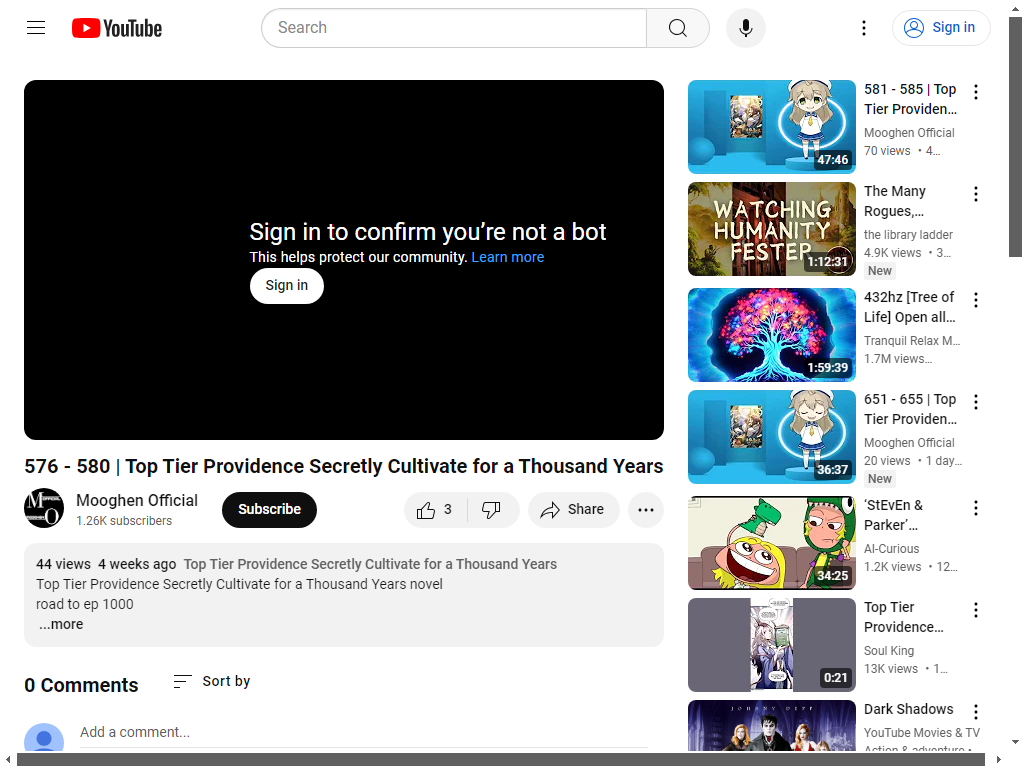 YouTube
Search
Sign in
Sign in to confirm you're not a bot
This helps protect our community. Learn more
Sign in
576 - 580 | Top Tier Providence Secretly Cultivate for a Thousand Years
Mooghen Official
1.26K subscribers
Subscribe
3
Share
44 views 4 weeks ago Top Tier Providence Secretly Cultivate for a Thousand Years
Top Tier Providence Secretly Cultivate for a Thousand Years novel
road to ep 1000
...more
0 Comments
Sort by
Add a comment...
581 - 585 | Top
Tier Providen...
Mooghen Official
70 views • 4...
47:46
WATCHING
HUMANITY
FESTER
1:12:31
The Many
Rogues,...
the library ladder
4.9K views • 3...
New
1:59:39
432hz [Tree of
Life] Open all...
Tranquil Relax M...
1.7M views...
36:37
651 - 655 | Top
Tier Providen...
Mooghen Official
20 views • 1 day...
New
34:25
‘StEvEn &
Parker’...
AI-Curious
1.2K views • 12...
0:21
Top Tier
Providence...
Soul King
13K views • 1...
JOHNNY DEPP
Dark Shadows
YouTube Movies & TV
Action & adventure •